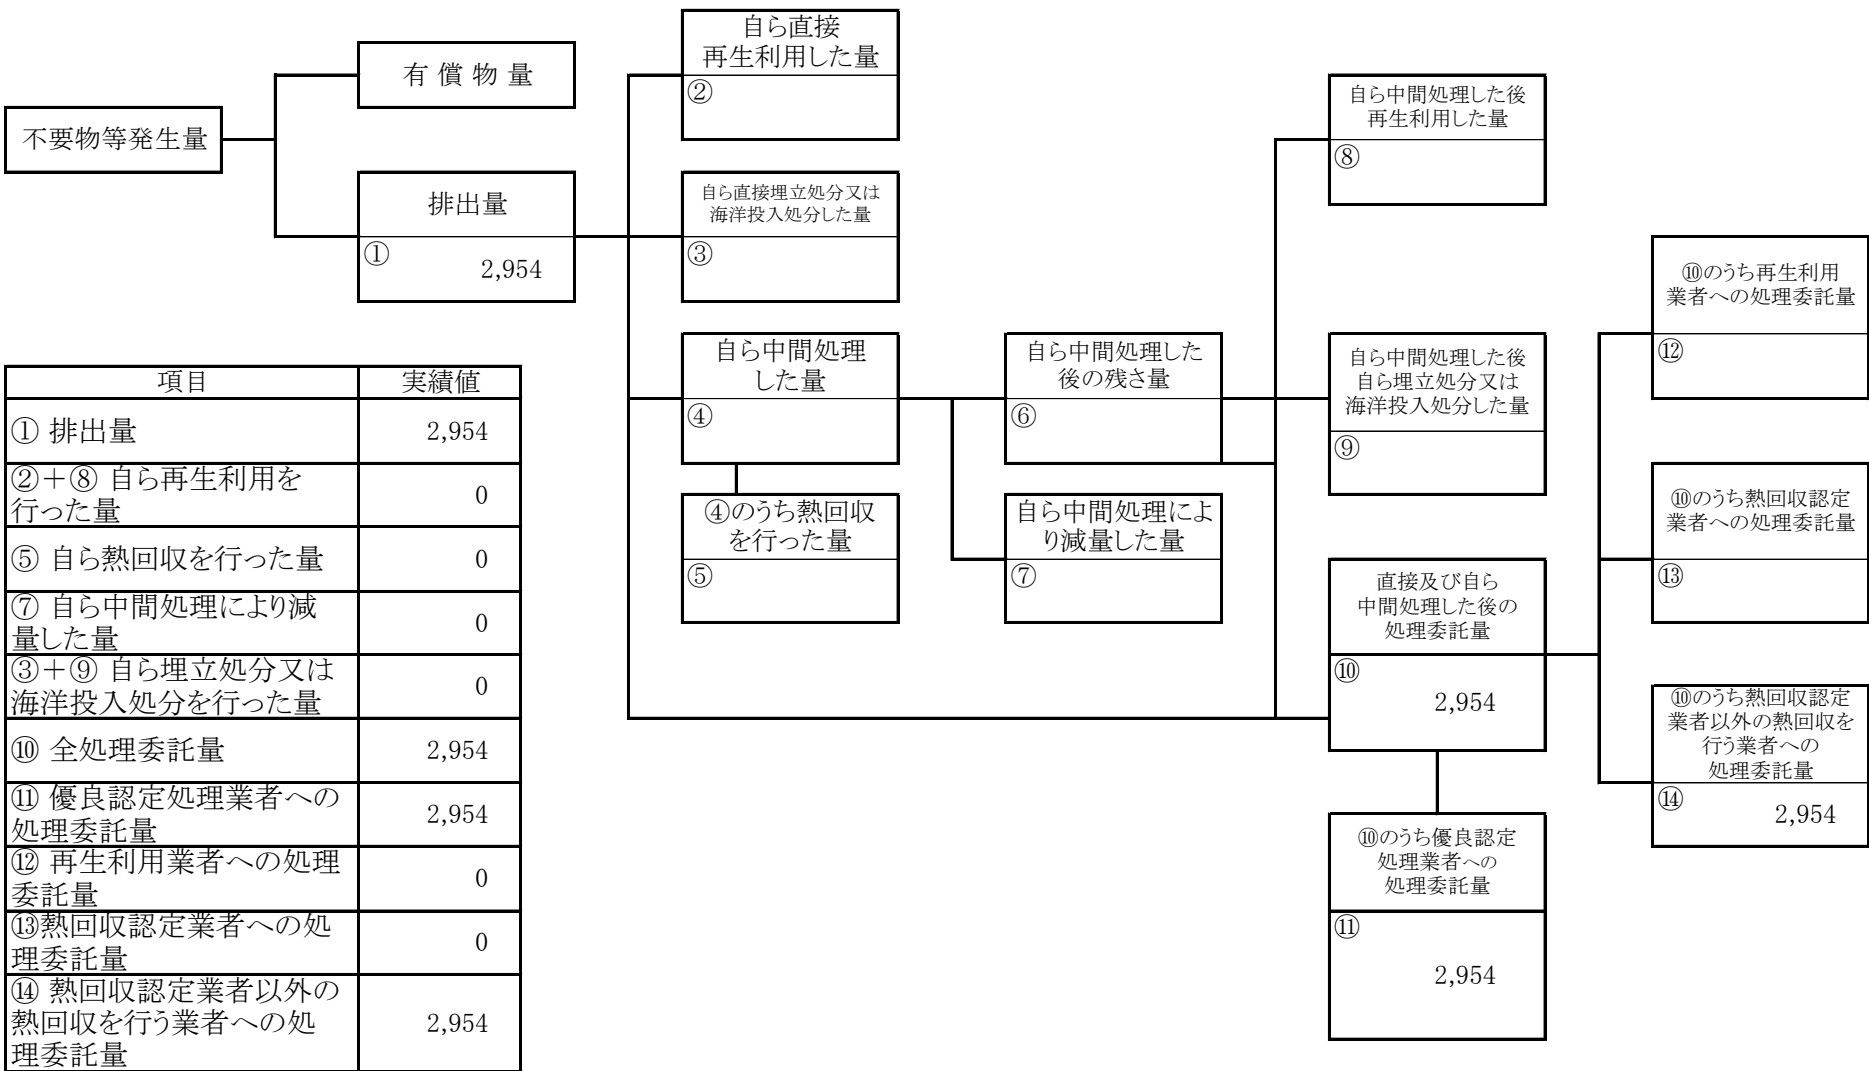 不要物等発生量
有償物量
排出量
①
2,954
自ら直接
再生利用した量
②
自ら直接埋立処分又は
海洋投入処分した量
③
自ら中間処理
した量
④
④のうち熱回収
を行った量
⑤
自ら中間処理した
後の残さ量
⑥
自ら中間処理によ
り減量した量
⑦
自ら中間処理した後
再生利用した量
⑧
自ら中間処理した後
自ら埋立処分又は
海洋投入処分した量
⑨
直接及び自ら
中間処理した後の
処理委託量
⑩
2,954
⑩のうち優良認定
処理業者への
処理委託量
⑪
2,954
⑩のうち再生利用
業者への処理委託量
⑫
⑩のうち熱回収認定
業者への処理委託量
⑬
⑩のうち熱回収認定
業者以外の熱回収を
行う業者への
処理委託量
⑭
2,954
項目 実績値
① 排出量 2,954
②+⑧ 自ら再生利用を
行った量 0
⑤ 自ら熱回収を行った量 0
⑦ 自ら中間処理により減
量した量 0
③+⑨ 自ら埋立処分又は
海洋投入処分を行った量 0
⑩ 全処理委託量 2,954
⑪ 優良認定処理業者への
処理委託量 2,954
⑫ 再生利用業者への処理
委託量 0
⑬熱回収認定業者への処
理委託量 0
⑭ 熱回収認定業者以外の
熱回収を行う業者への処
理委託量 2,954